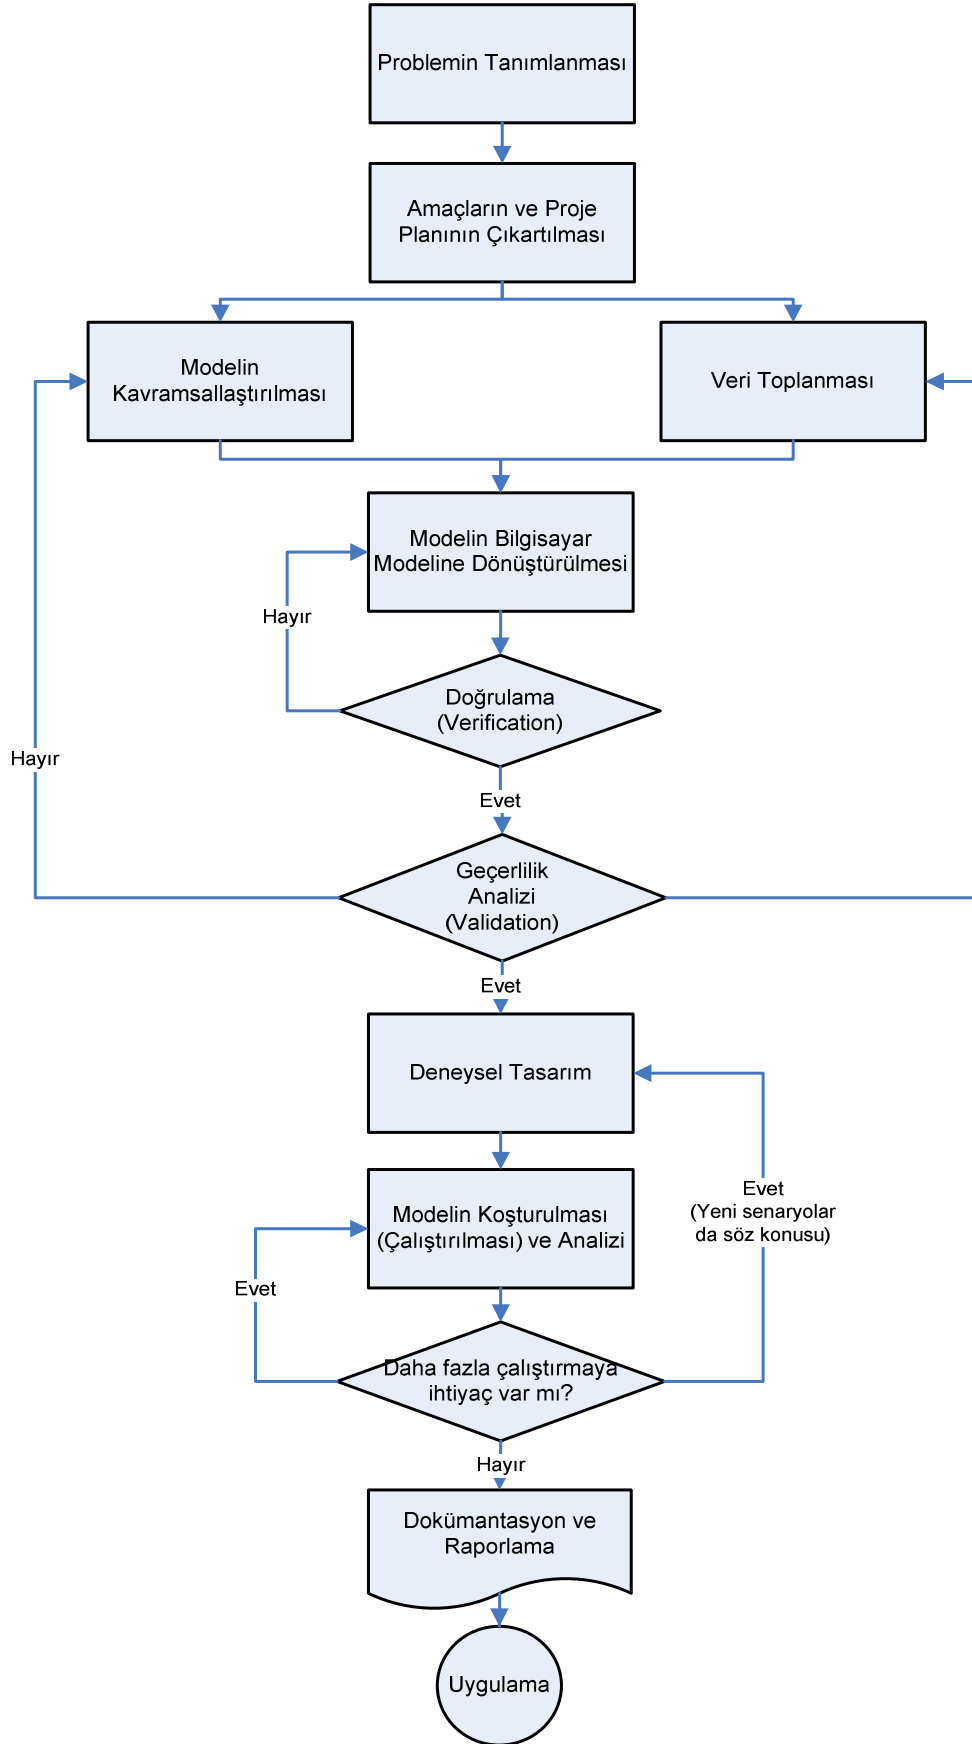 Problemin Tanımlanması
Amaçların ve Proje
Planının Çıkartılması
Modelin
Kavramsallaştırılması
Veri Toplanması
Modelin Bilgisayar
Modeline Dönüştürülmesi
Hayır
Doğrulama
(Verification)
Hayır
Evet
Geçerlilik
Analizi
(Validation)
Evet
Deneysel Tasarım
Evet
(Yeni senaryolar
da söz konusu)
Modelin Koşturulması
(Çalıştırılması) ve Analizi
Evet
Daha fazla çalıştırmaya
ihtiyaç var mı?
Hayır
Dokümantasyon ve
Raporlama
Uygulama